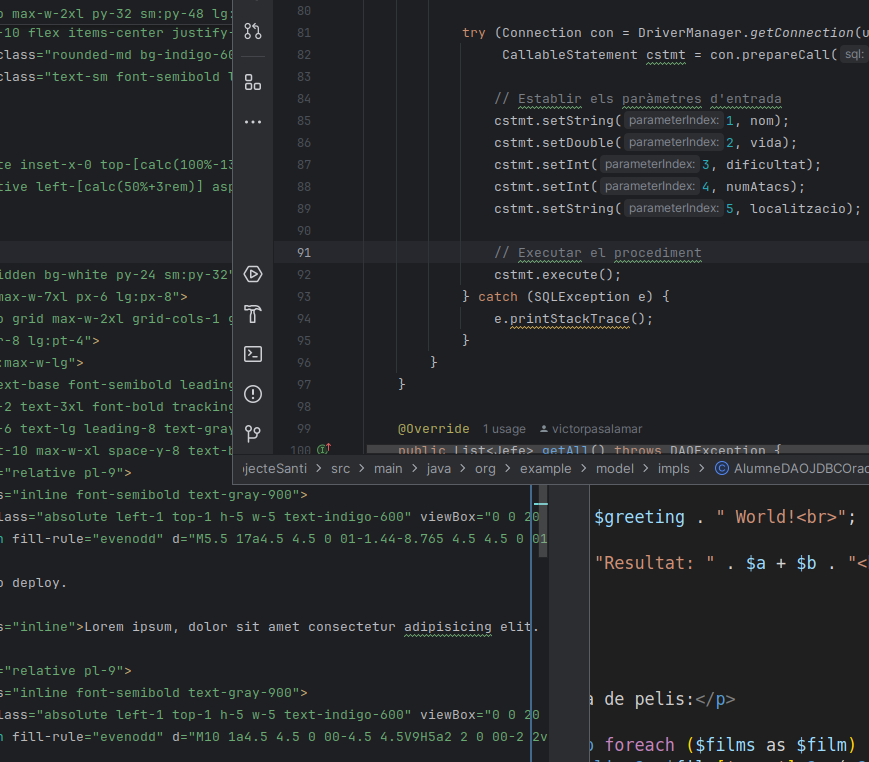 max-w-2xl py-32 sm:py-48 lg:
-10 flex items-center justify-
class="rounded-md bg-indigo-60
class="text-sm font-semibold l
te inset-x-0 top-[calc(100%-13
tive left-[calc(50%+3rem)] asp
idden bg-white py-24 sm:py-32"
max-w-7xl px-6 lg:px-8">
o grid max-w-2xl grid-cols-1 g
r-8 lg:pt-4">
:max-w-lg">
ext-base font-semibold leading
-2 text-3xl font-bold tracking
-6 text-lg leading-8 text-gray
t-10 max-w-xl space-y-8 text-b
="relative pl-9">
s="inline font-semibold text-gray-900">
lass="absolute left-1 top-1 h-5 w-5 text-indigo-600" viewBox="0 0 20
h fill-rule="evenodd" d="M5.5 17a4.5 4.5 0 01-1.44-8.765 4.5 4.5 0 01
o deploy.
s="inline">Lorem ipsum, dolor sit amet consectetur adipisicing elit.
="relative pl-9">
s="inline font-semibold text-gray-900">
lass="absolute left-1 top-1 h-5 w-5 text-indigo-600" viewBox="0 0 20
h fill-rule="evenodd" d="M10 1a4.5 4.5 0 00-4.5 4.5V9H5a2 2 0 00-2 2v
80
81 try (Connection con = DriverManager.getConnection(u
82 CallableStatement cstmt = con.prepareCall( sql:
83
84 // Establir els paràmetres d'entrada
85 cstmt.setString( parameterIndex: 1, nom);
86 cstmt.setDouble( parameterIndex: 2, vida);
87 cstmt.setInt( parameterIndex: 3, dificultat);
88 cstmt.setInt( parameterIndex: 4, numAtacs);
89 cstmt.setString( parameterIndex: 5, localitzacio);
90
91 // Executar el procediment
92 cstmt.execute();
93 } catch (SQLException e) {
94 e.printStackTrace();
95 }
96 }
97 }
98
99 @Override 1 usage victorpasalamar
100 public List<Jefe> getAll() throws DAOException {
ojecteSanti > src > main > java > org > example > model > impls > AlumneDAOJDBCOrac
$greeting . " World!<br>";
"Resultat: " . $a + $b . "<
a de pelis:</p>
foreach ($films as $film)